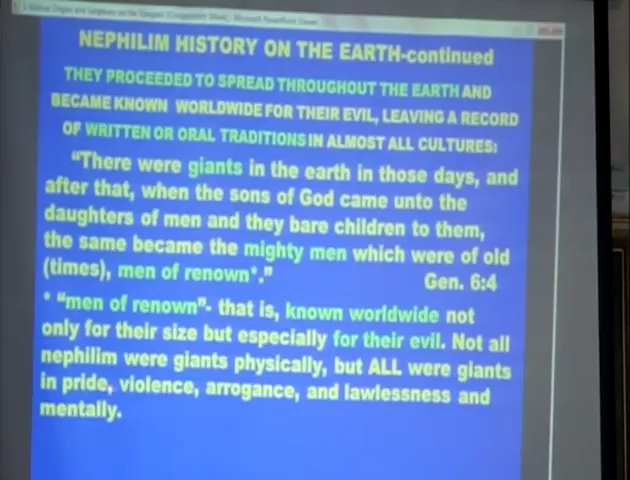 NEPHILIM HISTORY ON THE EARTH-continued
THEY PROCEEDED TO SPREAD THROUGHOUT THE EARTH AND
BECAME KNOWN WORLDWIDE FOR THEIR EVIL, LEAVING A RECORD
OF WRITTEN OR ORAL TRADITIONS IN ALMOST ALL CULTURES:
"There were giants in the earth in those days, and
after that, when the sons of God came unto the
daughters of men and they bare children to them,
the same became the mighty men which were of old
(times), men of renown*." Gen. 6:4
* "men of renown"- that is, known worldwide not
only for their size but especially for their evil. Not all
nephilim were giants physically, but ALL were giants
in pride, violence, arrogance, and lawlessness and
mentally.